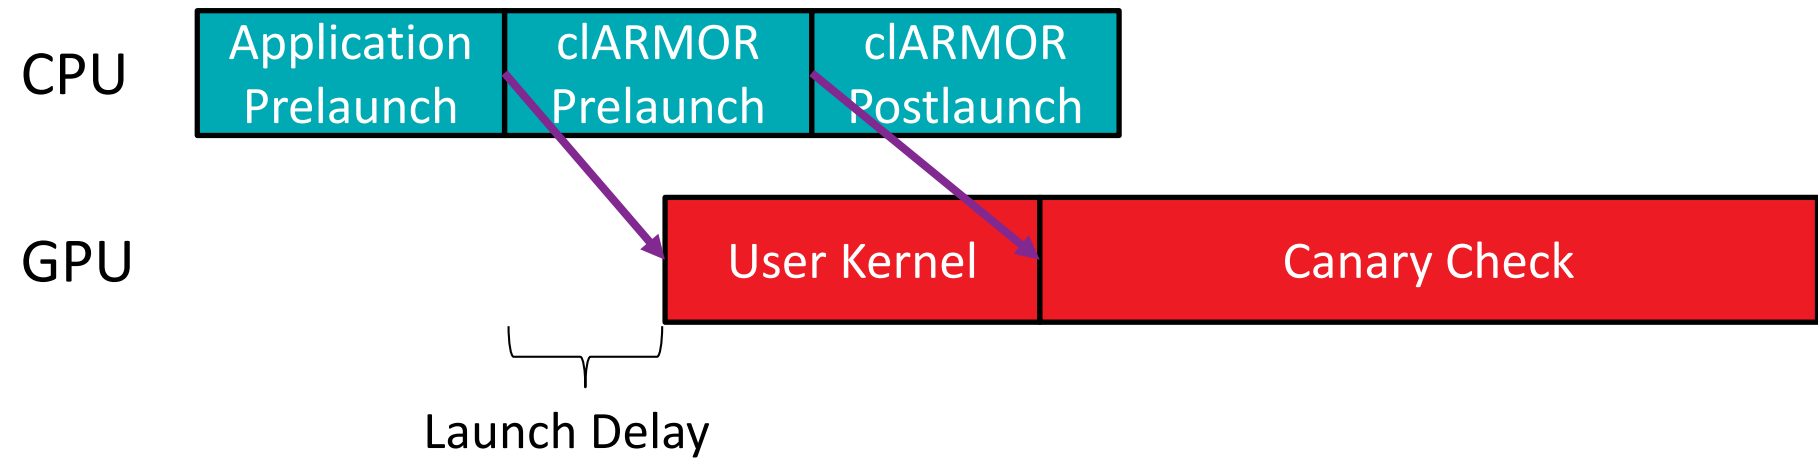 CPU
Application
Prelaunch
clARMOR
Prelaunch
clARMOR
Postlaunch
GPU
User Kernel
Canary Check
Launch Delay